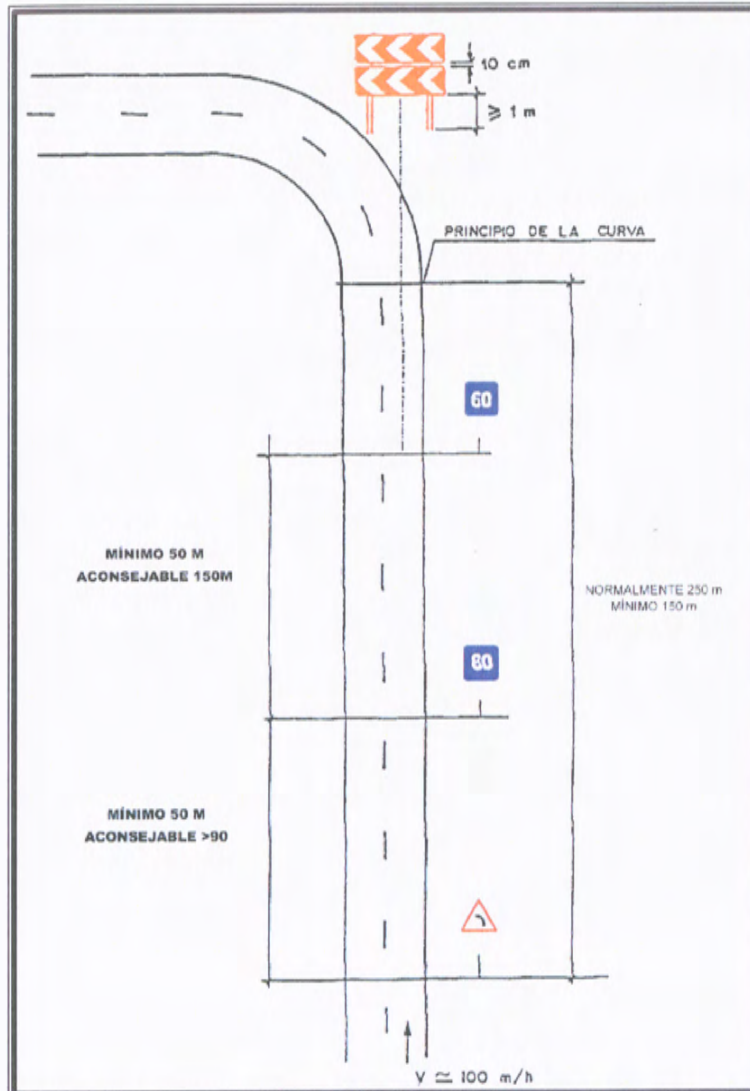 10 cm
≥ 1 m
PRINCIPIO DE LA CURVA
60
MÍNIMO 50 M
ACONSEJABLE 150M
NORMALMENTE 250 m
MÍNIMO 150 m
80
MÍNIMO 50 M
ACONSEJABLE >90
V ≃ 100 m/h